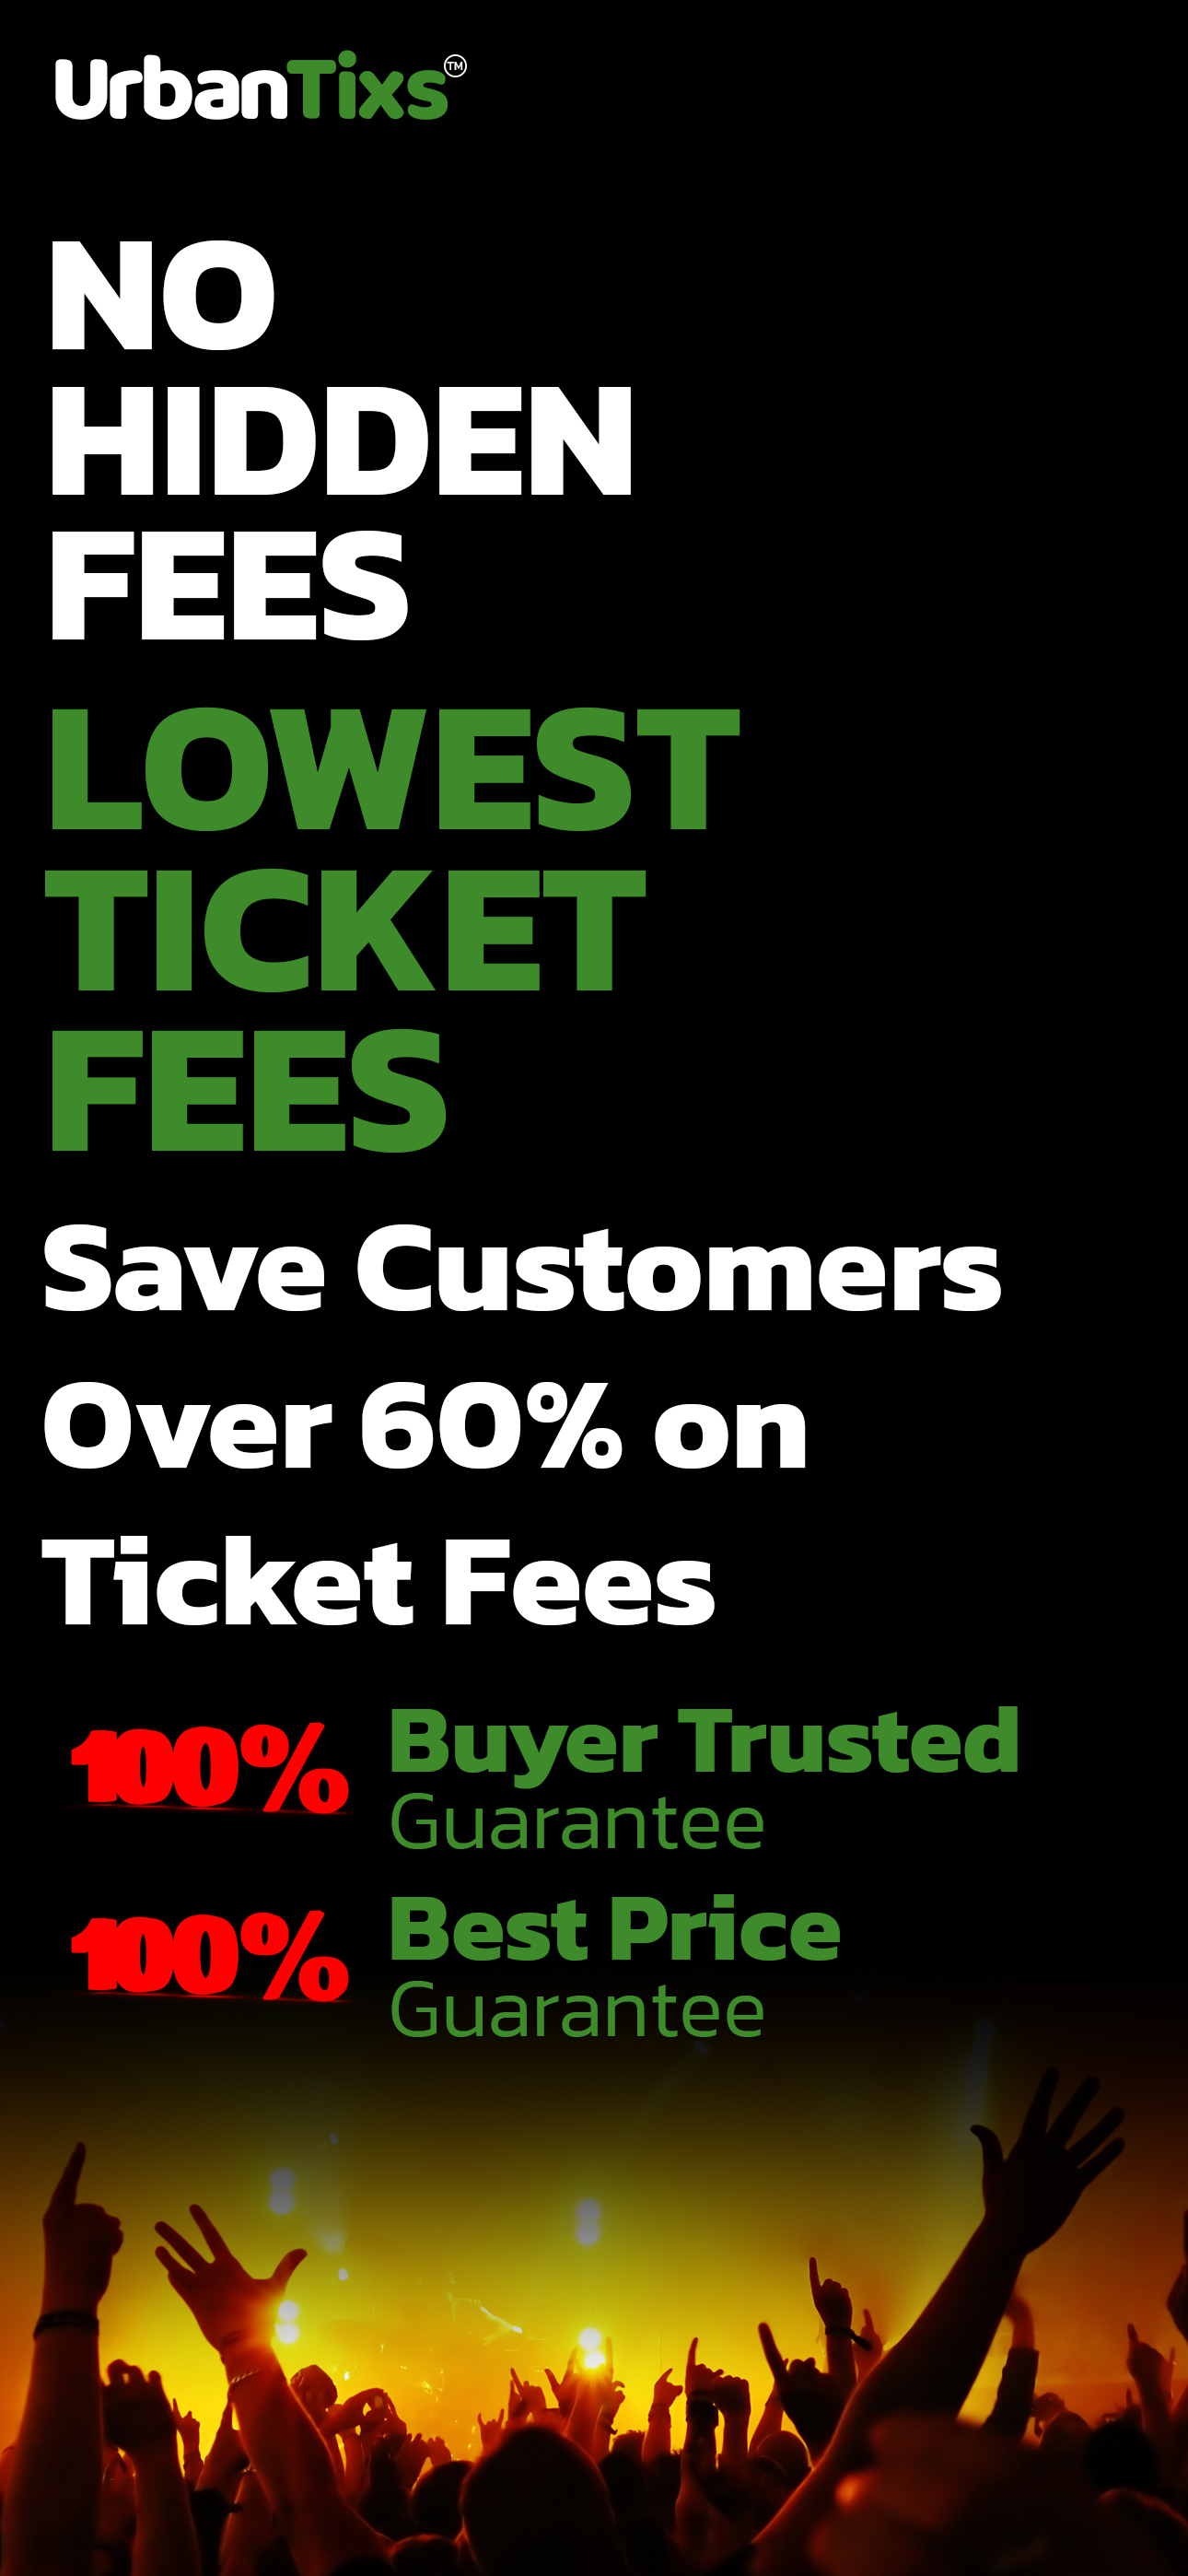 UrbanTixs™
NO
HIDDEN
FEES
LOWEST
TICKET
FEES
Save Customers
Over 60% on
Ticket Fees
100% Buyer Trusted
Guarantee
100% Best Price
Guarantee